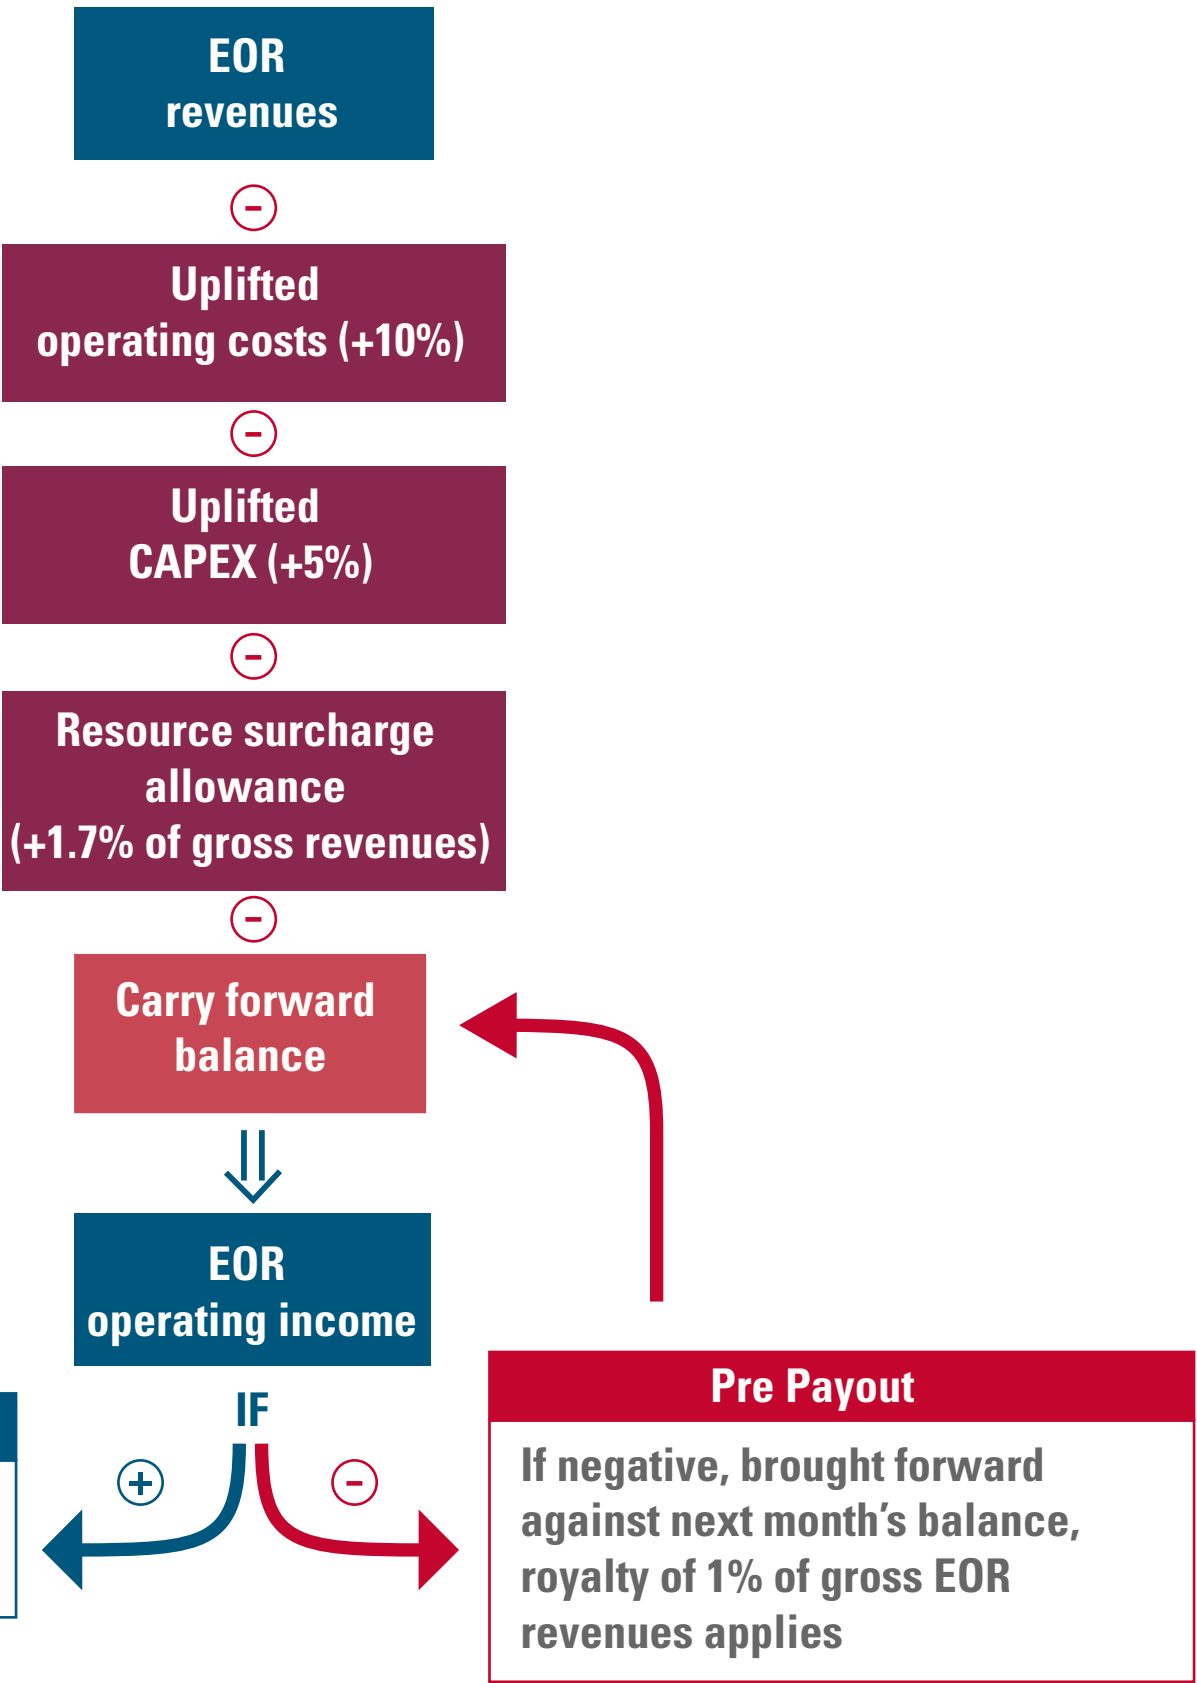 EOR
revenues
−
Uplifted
operating costs (+10%)
−
Uplifted
CAPEX (+5%)
−
Resource surcharge
allowance
(+1.7% of gross revenues)
−
Carry forward
balance
EOR
operating income
IF
+
−
Pre Payout
If negative, brought forward
against next month’s balance,
royalty of 1% of gross EOR
revenues applies